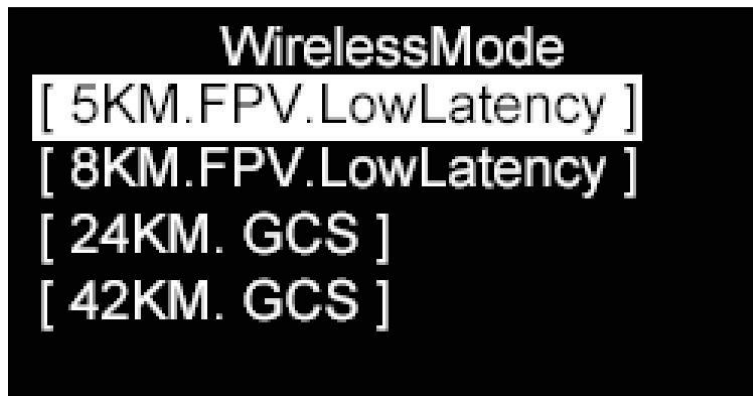 WirelessMode
[ 5KM.FPV.LowLatency ]
[ 8KM.FPV.LowLatency ]
[ 24KM. GCS ]
[ 42KM. GCS ]